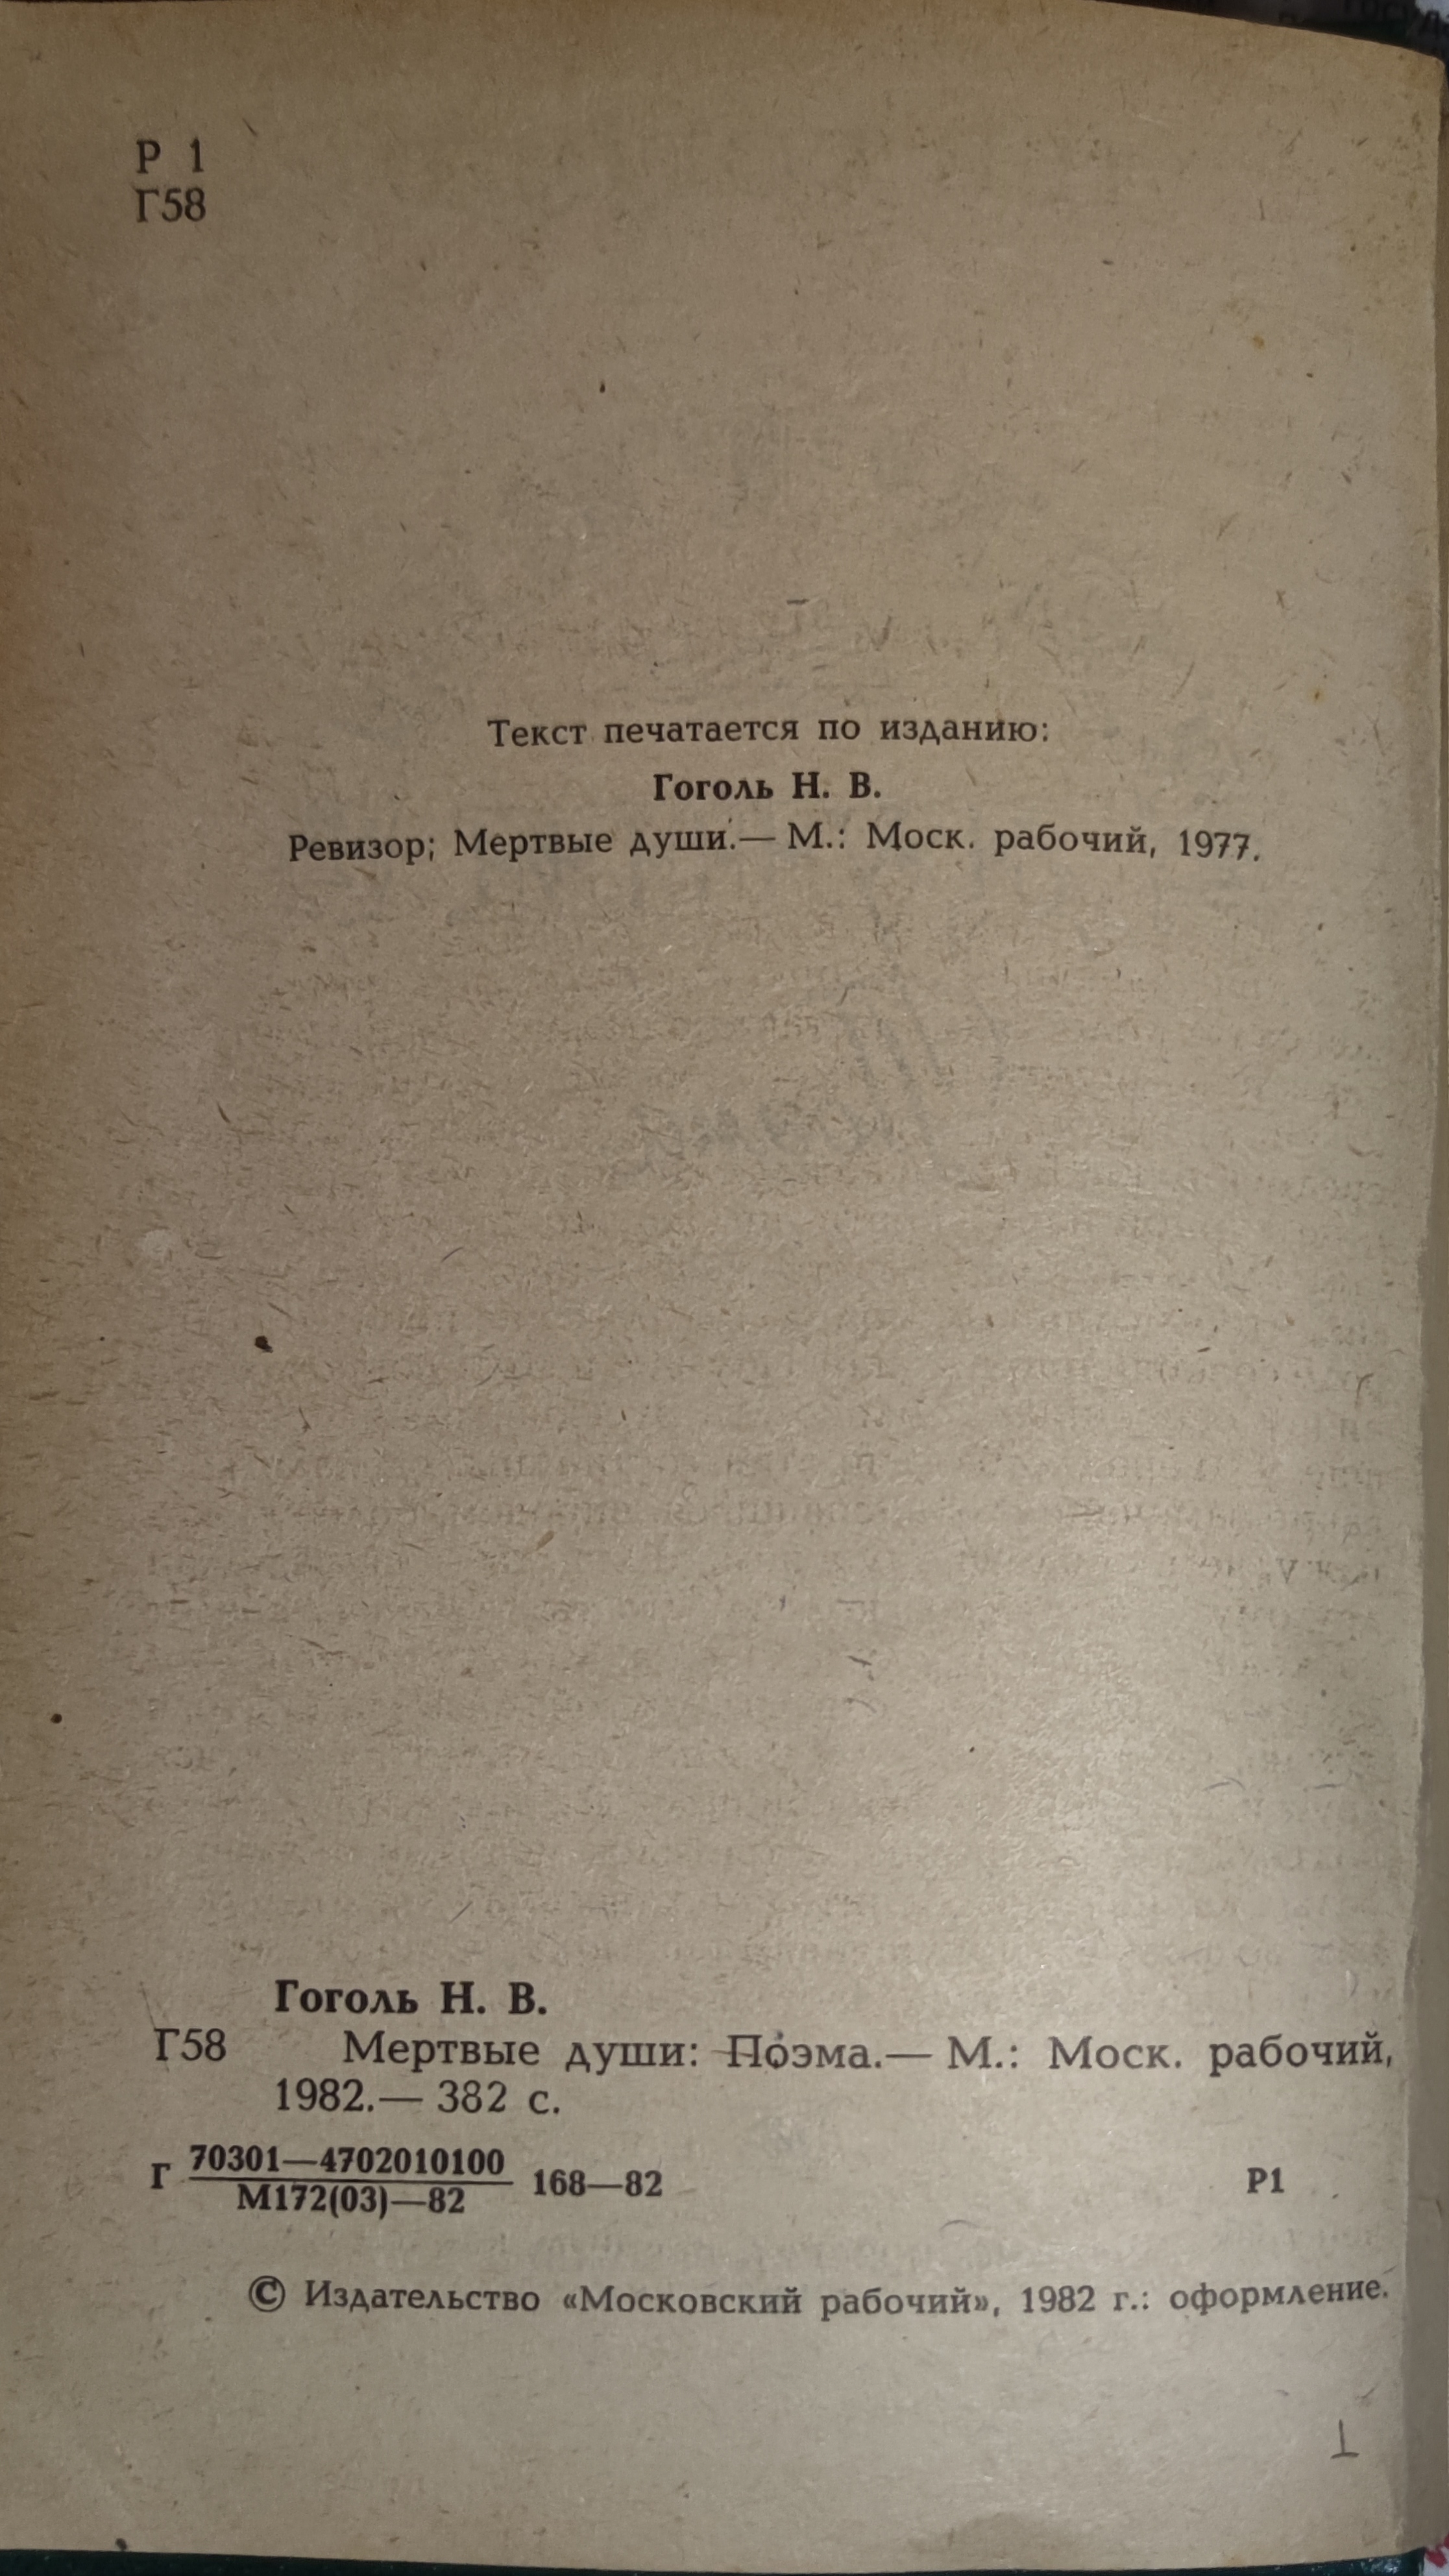 Р 1
Г58
Текст печатается по изданию:
Гоголь Н. В.
Ревизор; Мертвые души.— М.: Моск. рабочий, 1977.
Гоголь Н. В.
Г58 Мертвые души: Поэма.— М.: Моск. рабочий,
1982.— 382 с.
Г 70301—4702010100 168—82 Р1
М172(03)—82
© Издательство «Московский рабочий», 1982 г.: оформление.